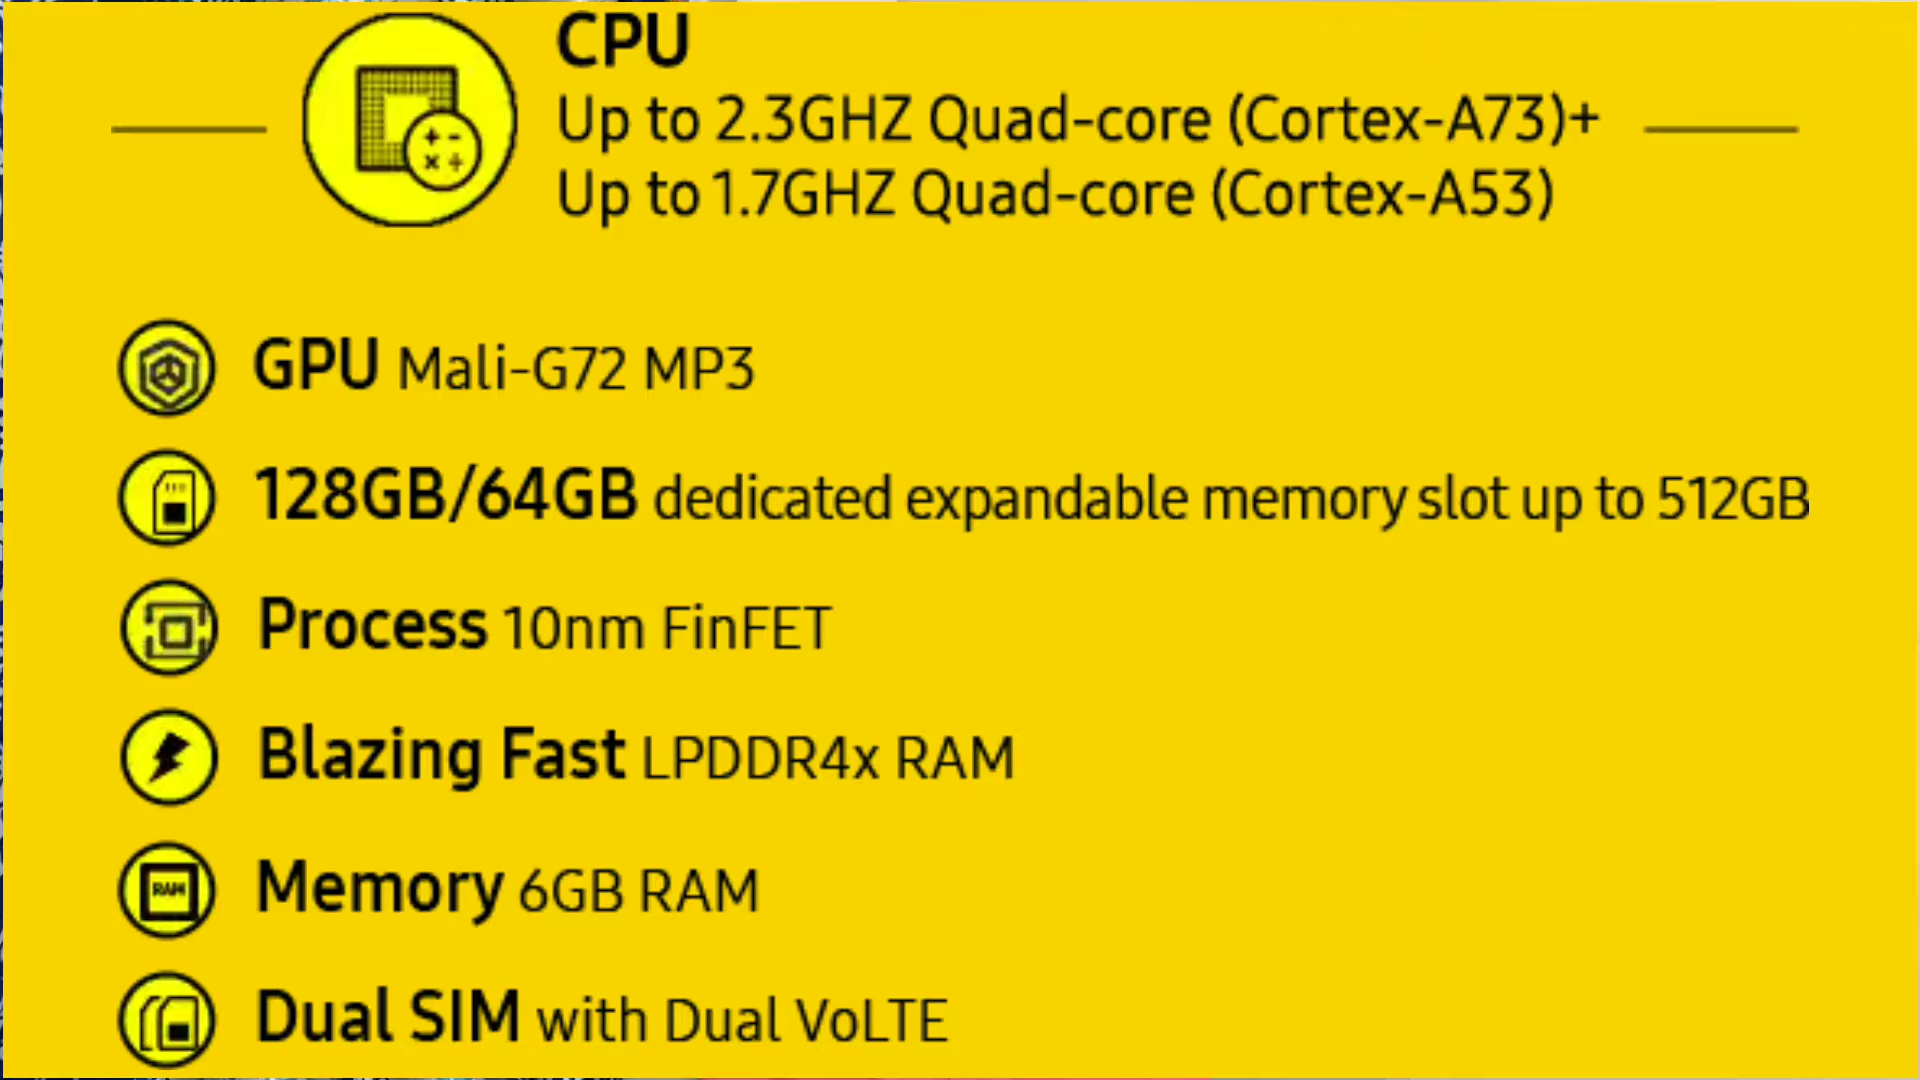 CPU
Up to 2.3GHZ Quad-core (Cortex-A73)+
Up to 1.7GHZ Quad-core (Cortex-A53)
GPU Mali-G72 MP3
128GB/64GB dedicated expandable memory slot up to 512GB
Process 10nm FinFET
Blazing Fast LPDDR4x RAM
RAM
Memory 6GB RAM
Dual SIM with Dual VoLTE